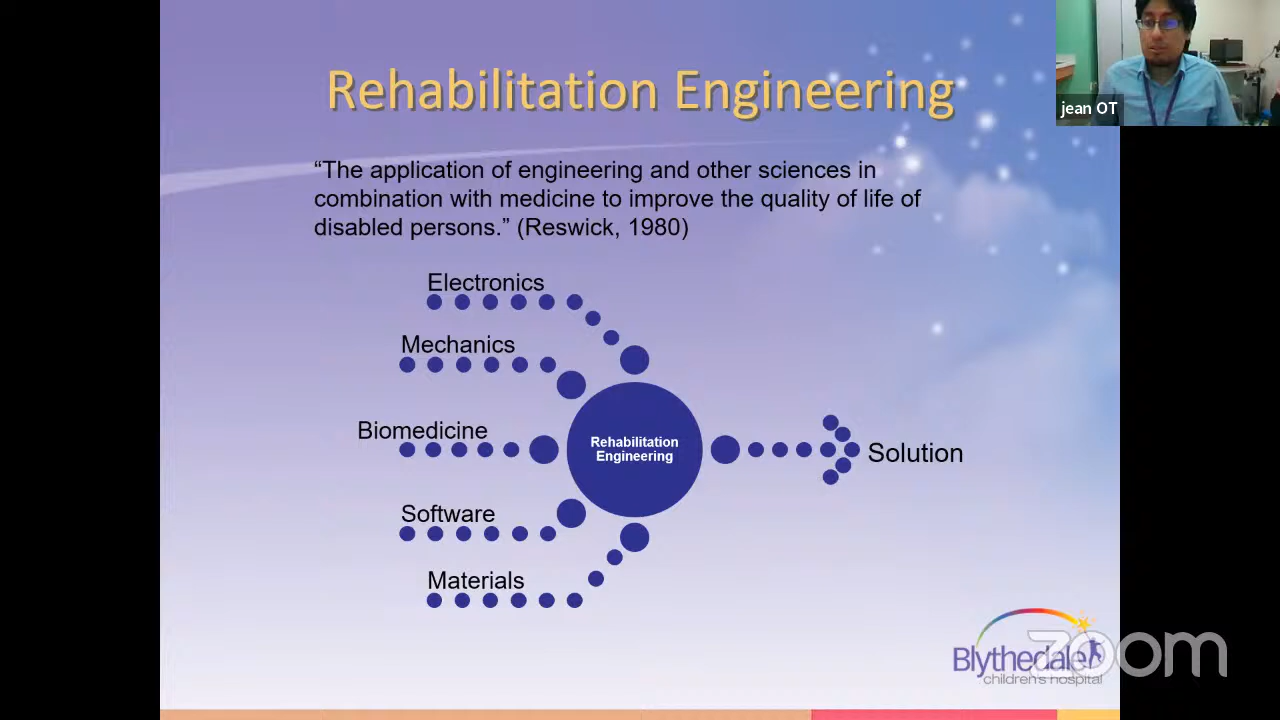 Rehabilitation Engineering
jean OT
“The application of engineering and other sciences in
combination with medicine to improve the quality of life of
disabled persons.” (Reswick, 1980)
Electronics
Mechanics
Biomedicine
Software
Materials
Rehabilitation
Engineering
Solution
Blythedale
children's hospital
zoom